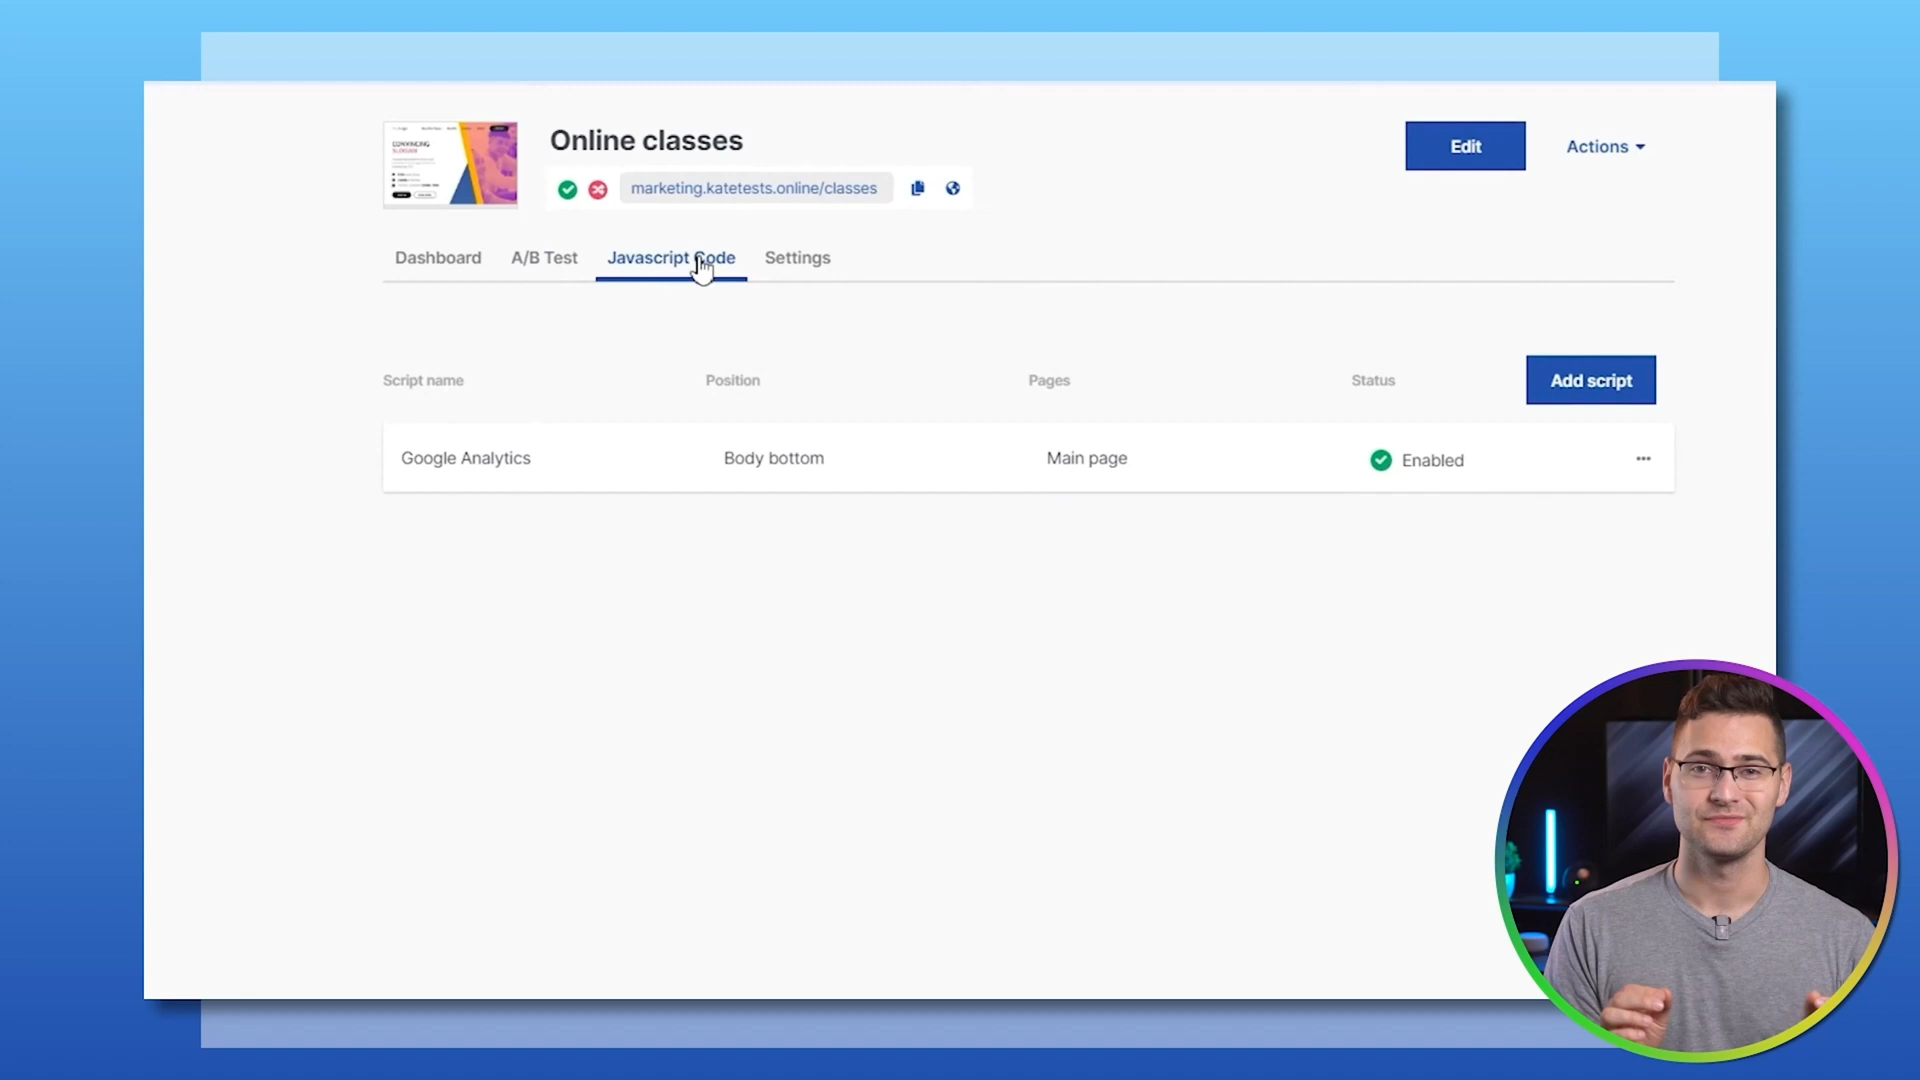 Online classes
Edit
Actions
marketing.katetests.online/classes
CONVINCING
Dashboard
A/B Test
Javascript Code
Settings
Script name
Position
Pages
Status
Add script
Google Analytics
Body bottom
Main page
Enabled